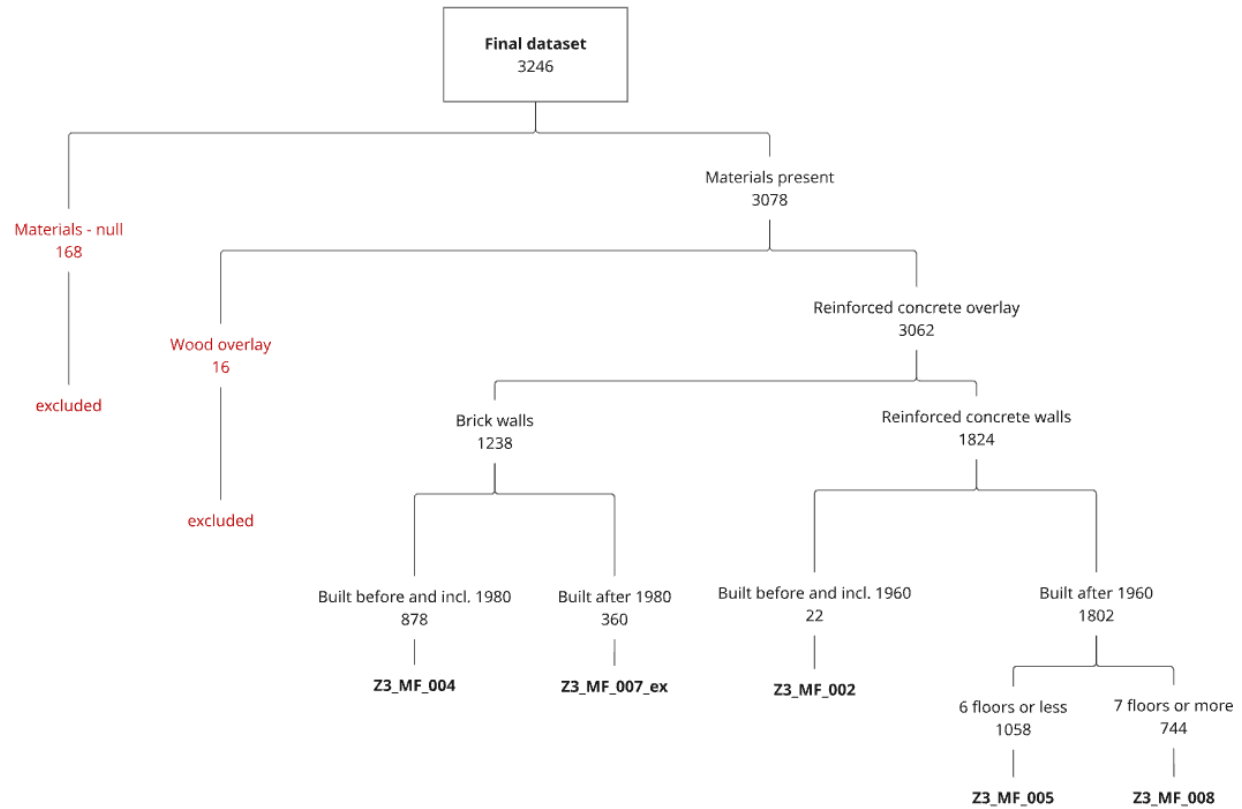 Final dataset
3246
Materials present
3078
Materials - null
168
Reinforced concrete overlay
3062
Wood overlay
16
excluded
Brick walls
1238
Reinforced concrete walls
1824
excluded
Built before and incl. 1980
878
Built after 1980
360
Built before and incl. 1960
22
Built after 1960
1802
Z3_MF_004
Z3_MF_007_ex
Z3_MF_002
6 floors or less
1058
7 floors or more
744
Z3_MF_005
Z3_MF_008